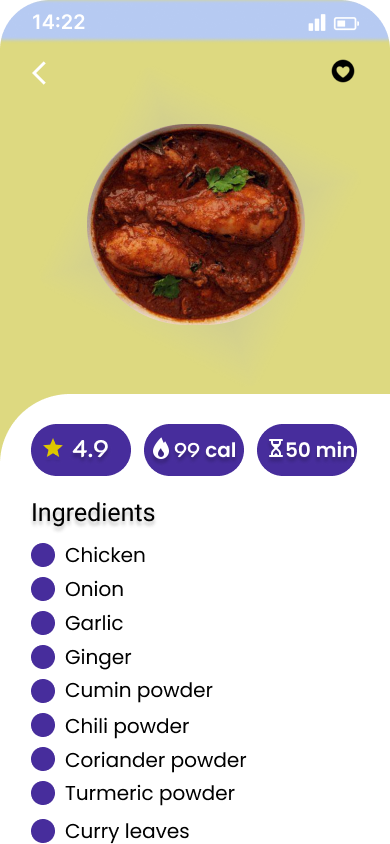 14:22
4.9
99 cal
50 min
Ingredients
Chicken
Onion
Garlic
Ginger
Cumin powder
Chili powder
Coriander powder
Turmeric powder
Curry leaves